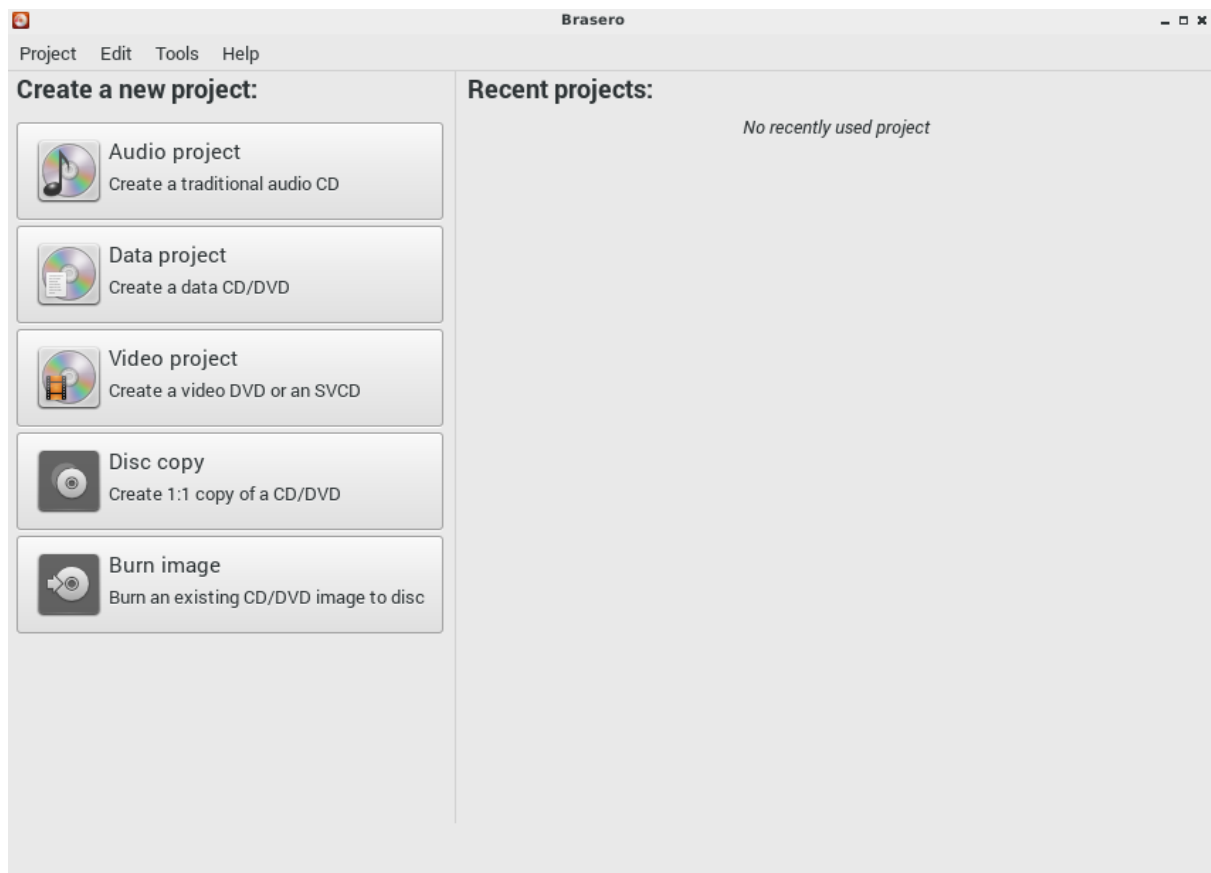 Brasero
Project Edit Tools Help
Create a new project:
Audio project
Create a traditional audio CD
Data project
Create a data CD/DVD
Video project
Create a video DVD or an SVCD
Disc copy
Create 1:1 copy of a CD/DVD
Burn image
Burn an existing CD/DVD image to disc
Recent projects:
No recently used project